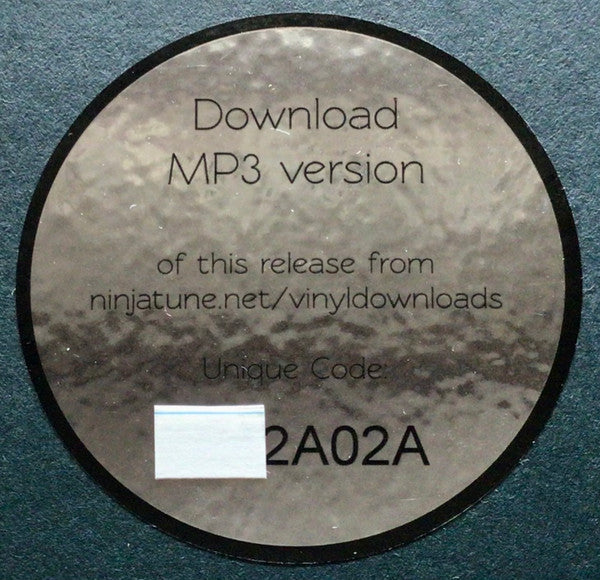 Download
MP3 version
of this release from
ninjatune.net/vinyldownloads
Unique Code:
2A02A